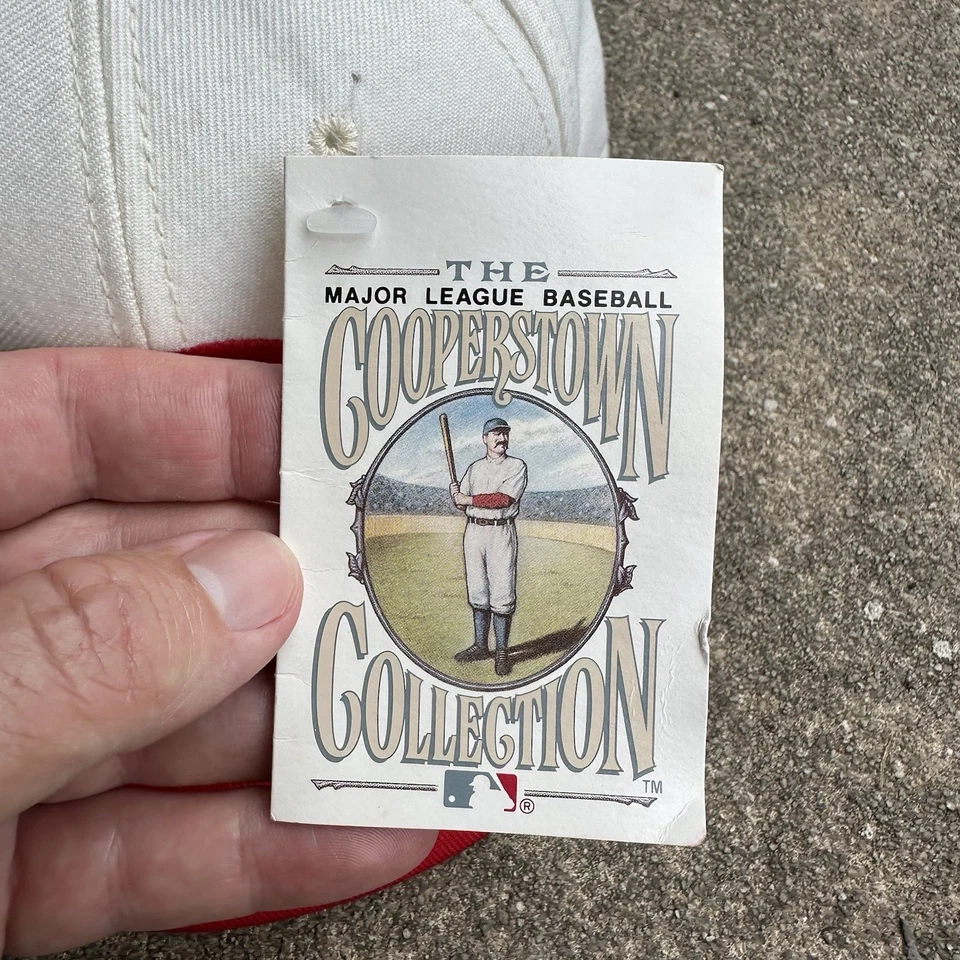 THE
MAJOR LEAGUE BASEBALL
COOPERSTOWN
COLLECTION
®
TM